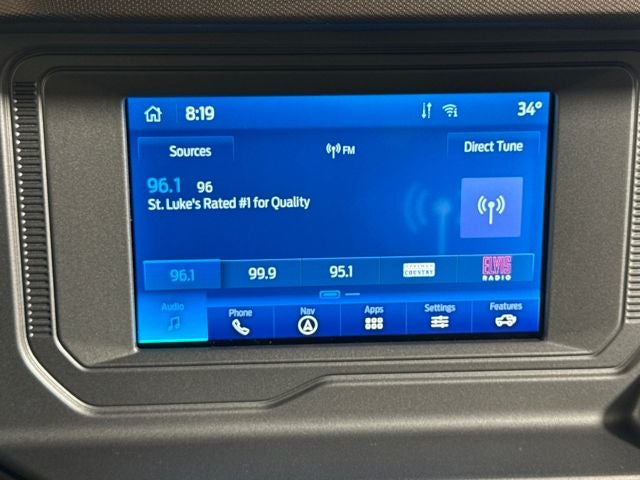 8:19 34°
Sources FM Direct Tune
96.1 96
St. Luke's Rated #1 for Quality
96.1 99.9 95.1 COUNTRY ELVIS RADIO
Audio Phone Nav Apps Settings Features